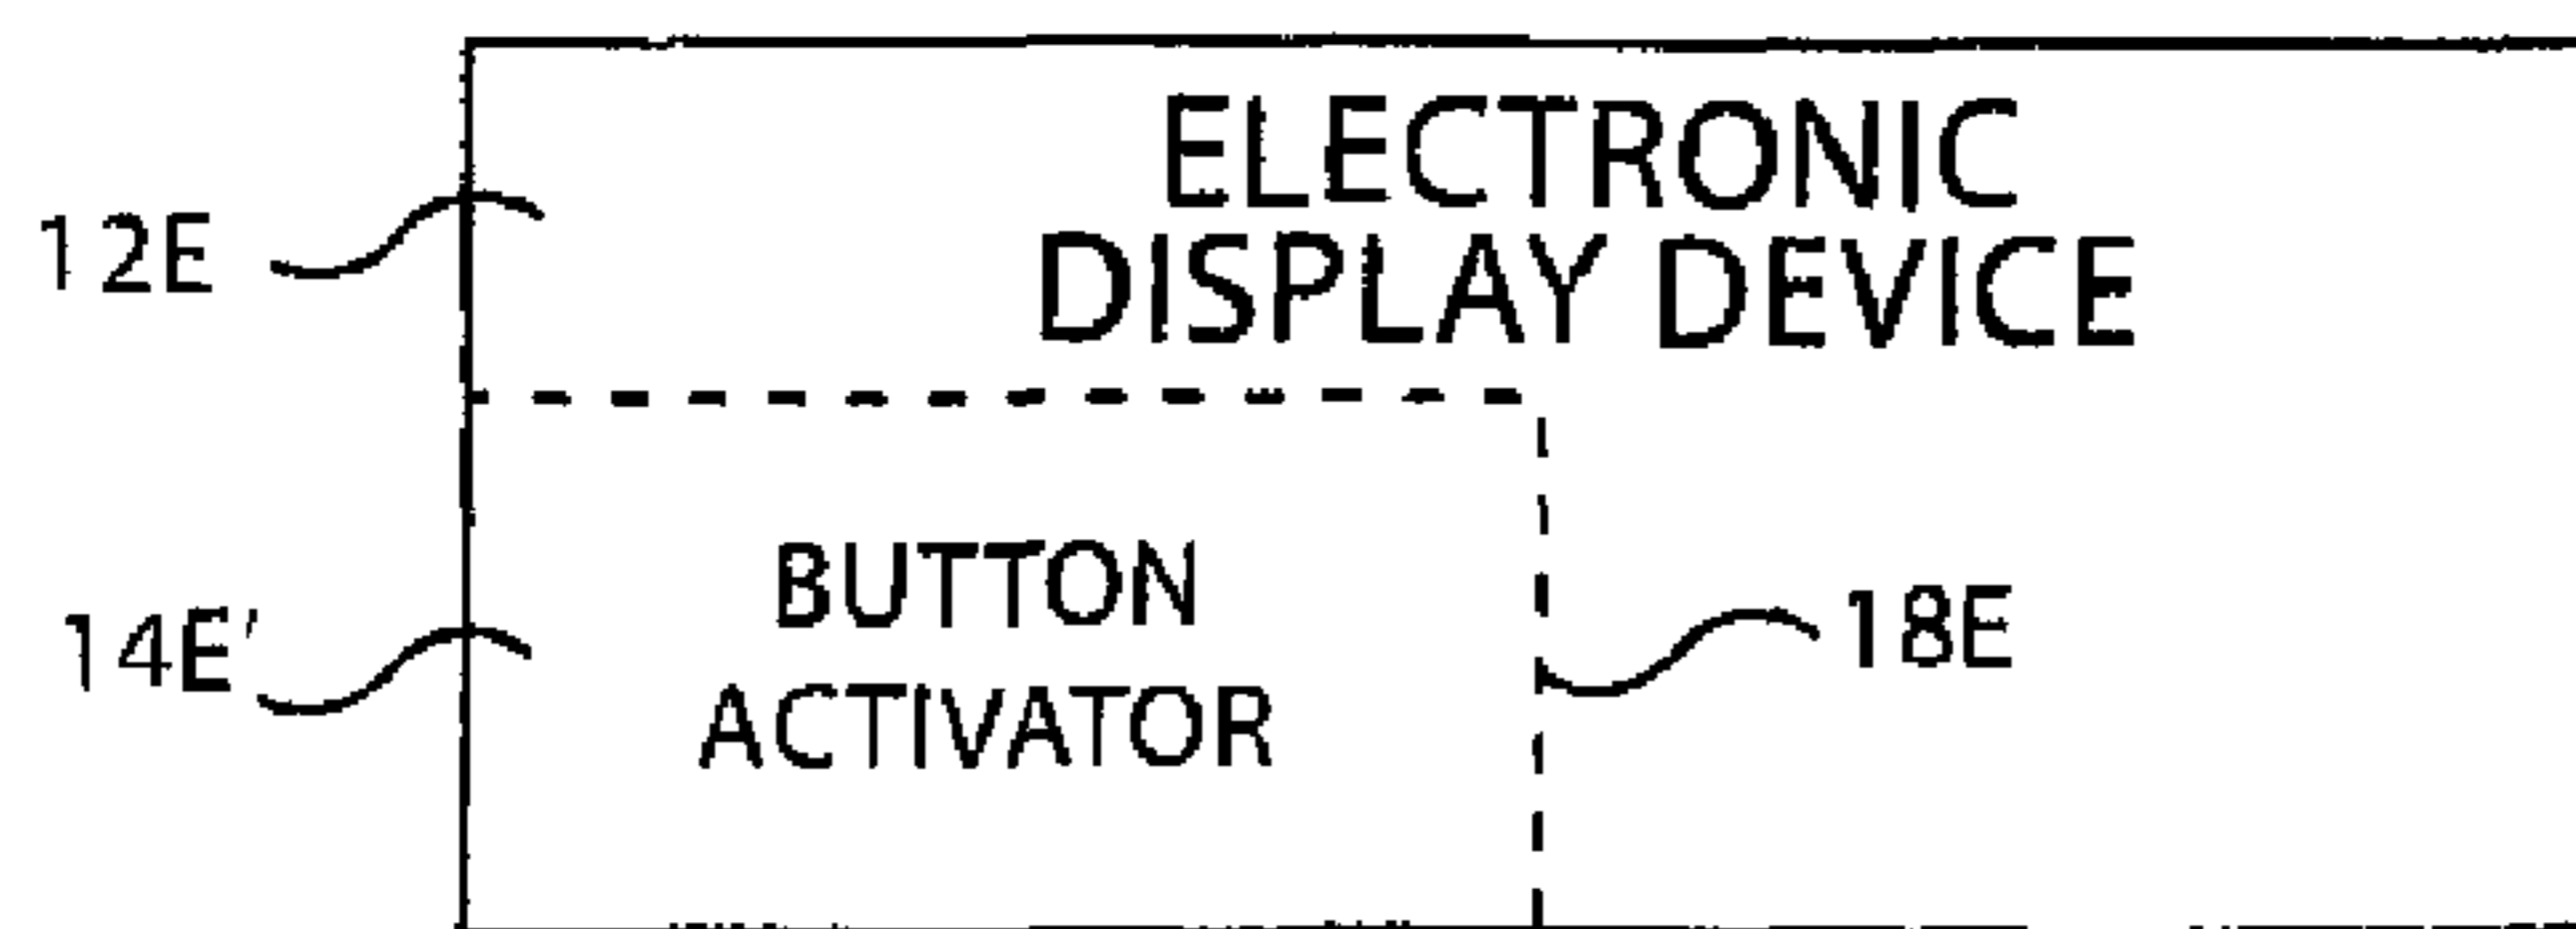 ELECTRONIC
DISPLAY DEVICE
12E
BUTTON
ACTIVATOR
14E'
18E